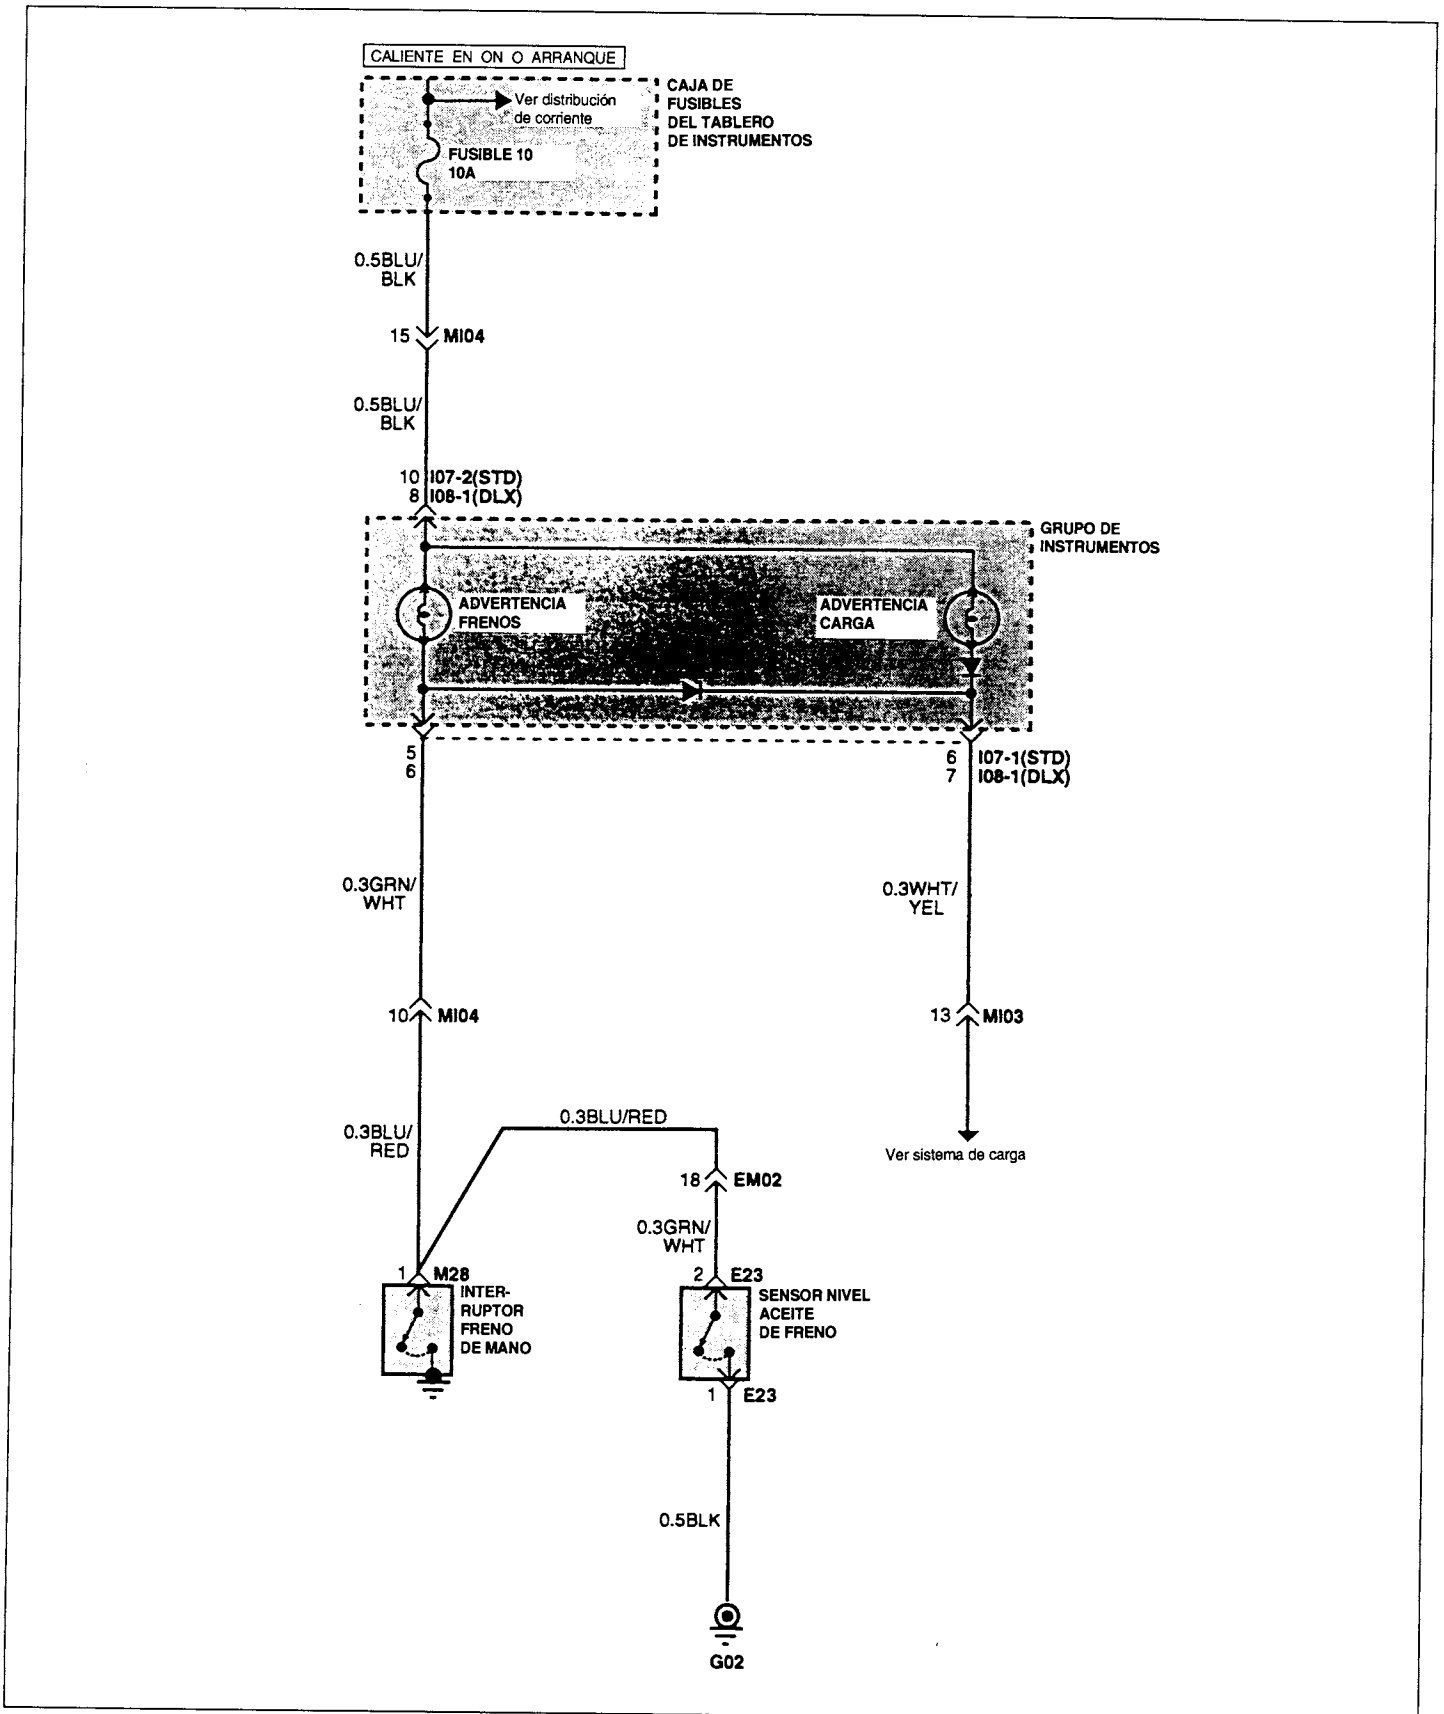 CALIENTE EN ON O ARRANQUE
CAJA DE
FUSIBLES
DEL TABLERO
DE INSTRUMENTOS
Ver distribución
de corriente
FUSIBLE 10
10A
0.5BLU/
BLK
15 MI04
0.5BLU/
BLK
10 I07-2(STD)
8 I08-1(DLX)
GRUPO DE
INSTRUMENTOS
ADVERTENCIA
FRENOS
ADVERTENCIA
CARGA
5
6
6 I07-1(STD)
7 I08-1(DLX)
0.3GRN/
WHT
0.3WHT/
YEL
10 MI04
13 MI03
0.3BLU/RED
0.3BLU/
RED
Ver sistema de carga
18 EM02
0.3GRN/
WHT
1 M28
INTER-
RUPTOR
FRENO
DE MANO
2 E23
SENSOR NIVEL
ACEITE
DE FRENO
1 E23
0.5BLK
G02